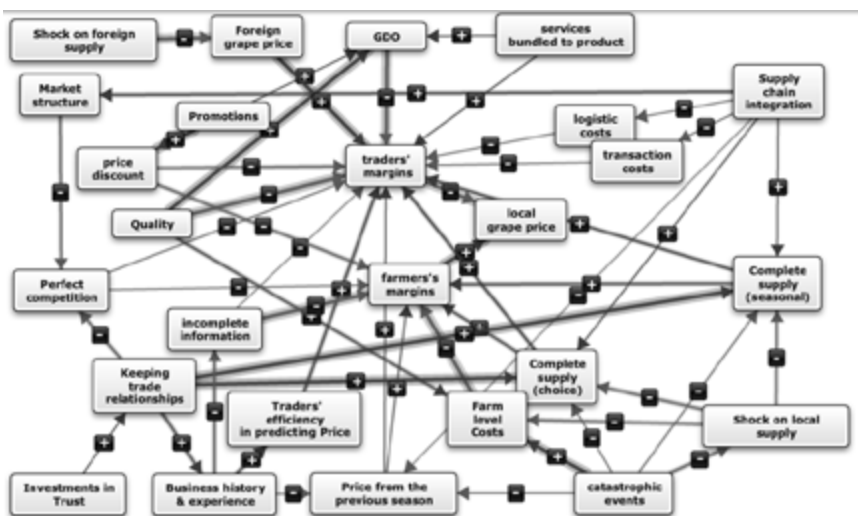 Shock on foreign
supply
Foreign
grape price
GDO
services
bundled to product
Market
structure
Promotions
Supply
chain
integration
logistic
costs
transaction
costs
price
discount
traders'
margins
Quality
local
grape price
Perfect
competition
farmers's
margins
Complete
supply
(seasonal)
incomplete
information
Keeping
trade
relationships
Complete
supply
(choice)
Traders'
efficiency
in predicting Price
Farm
level
Costs
Shock on local
supply
Investments in
Trust
Business history
& experience
Price from the
previous season
catastrophic
events